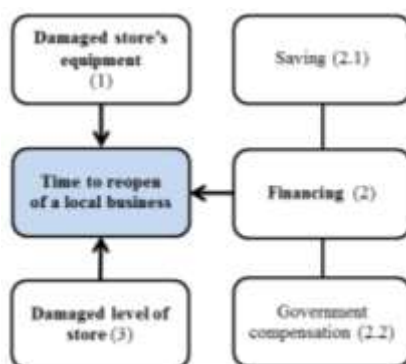 Damaged store's
equipment
(1)
Saving (2.1)
Time to reopen
of a local business
Financing (2)
Damaged level of
store (3)
Government
compensation (2.2)